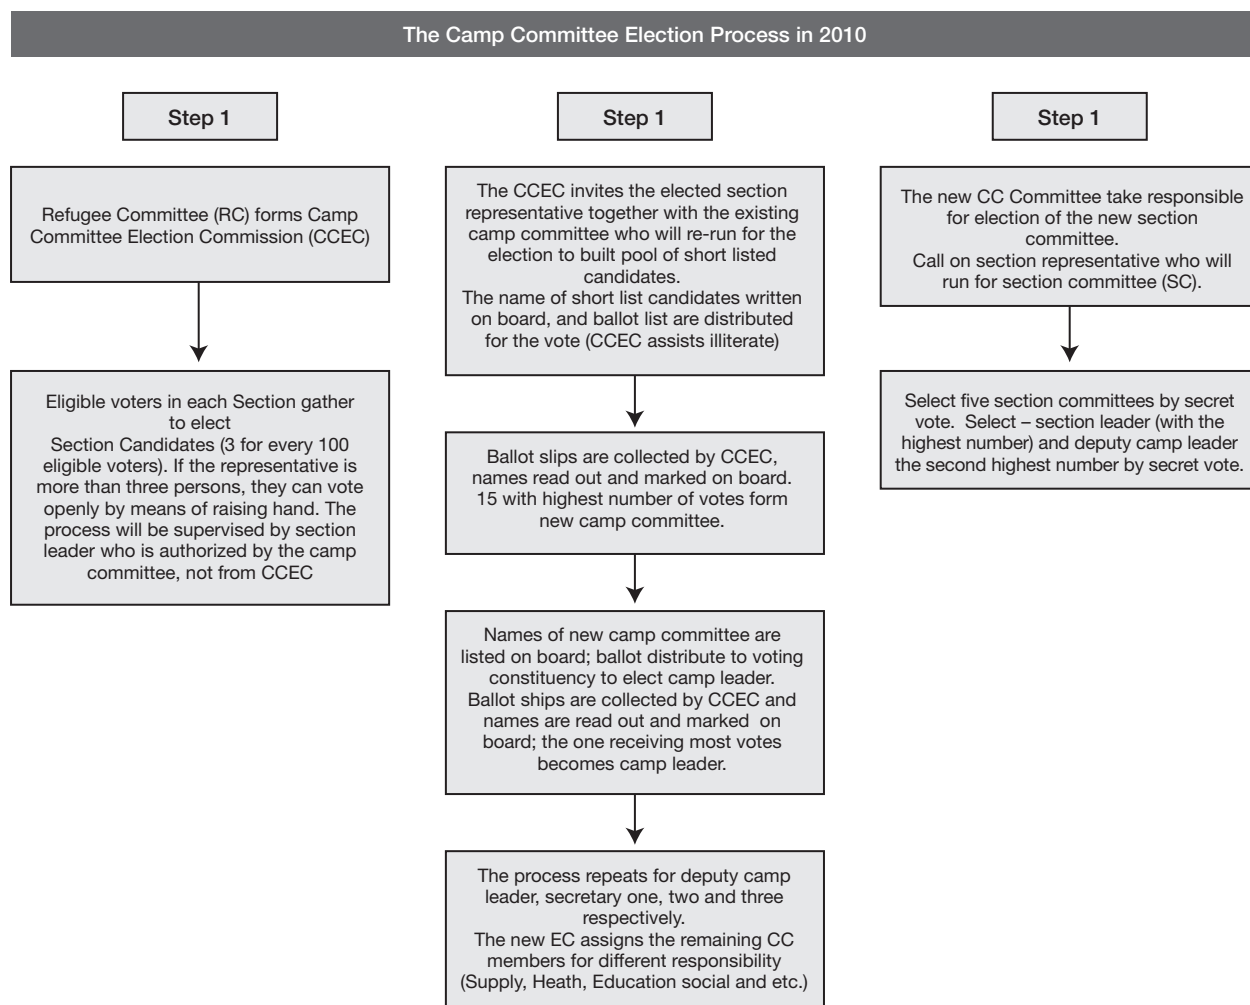 The Camp Committee Election Process in 2010
Step 1
Refugee Committee (RC) forms Camp
Committee Election Commission (CCEC)
Eligible voters in each Section gather
to elect
Section Candidates (3 for every 100
eligible voters). If the representative is
more than three persons, they can vote
openly by means of raising hand. The
process will be supervised by section
leader who is authorized by the camp
committee, not from CCEC
Step 1
The CCEC invites the elected section
representative together with the existing
camp committee who will re-run for the
election to built pool of short listed
candidates.
The name of short list candidates written
on board, and ballot list are distributed
for the vote (CCEC assists illiterate)
Ballot slips are collected by CCEC,
names read out and marked on board.
15 with highest number of votes form
new camp committee.
Names of new camp committee are
listed on board; ballot distribute to voting
constituency to elect camp leader.
Ballot ships are collected by CCEC and
names are read out and marked on
board; the one receiving most votes
becomes camp leader.
The process repeats for deputy camp
leader, secretary one, two and three
respectively.
The new EC assigns the remaining CC
members for different responsibility
(Supply, Heath, Education social and etc.)
Step 1
The new CC Committee take responsible
for election of the new section
committee.
Call on section representative who will
run for section committee (SC).
Select five section committees by secret
vote. Select – section leader (with the
highest number) and deputy camp leader
the second highest number by secret vote.